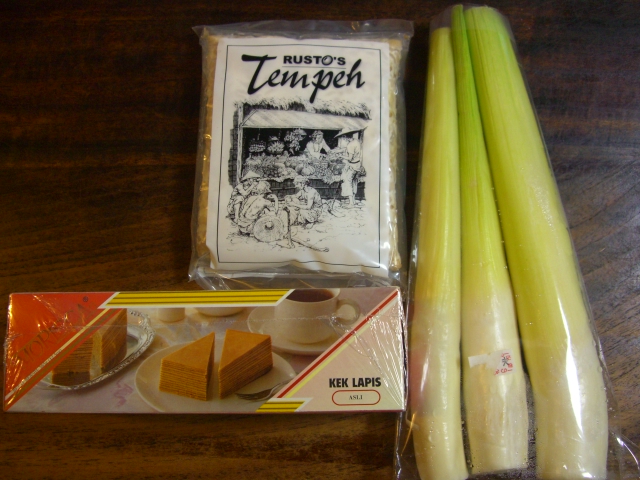 RUSTO'S
Tempeh
KEK LAPIS
ASLI